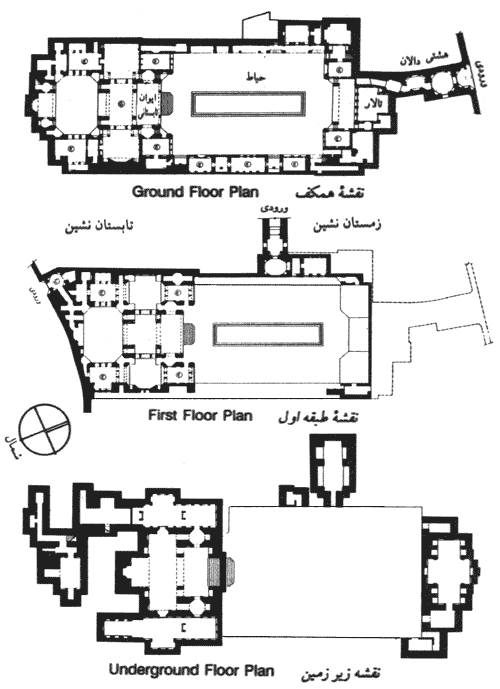 هشتی
دالان
ورودی
حیاط
ایوان
تابستانی
تالار
Ground Floor Plan
نقشهٔ همکف
ورودی
تابستان نشین
زمستان نشین
ورودی
First Floor Plan
نقشهٔ طبقه اول
شمال
Underground Floor Plan
نقشه زیر زمین